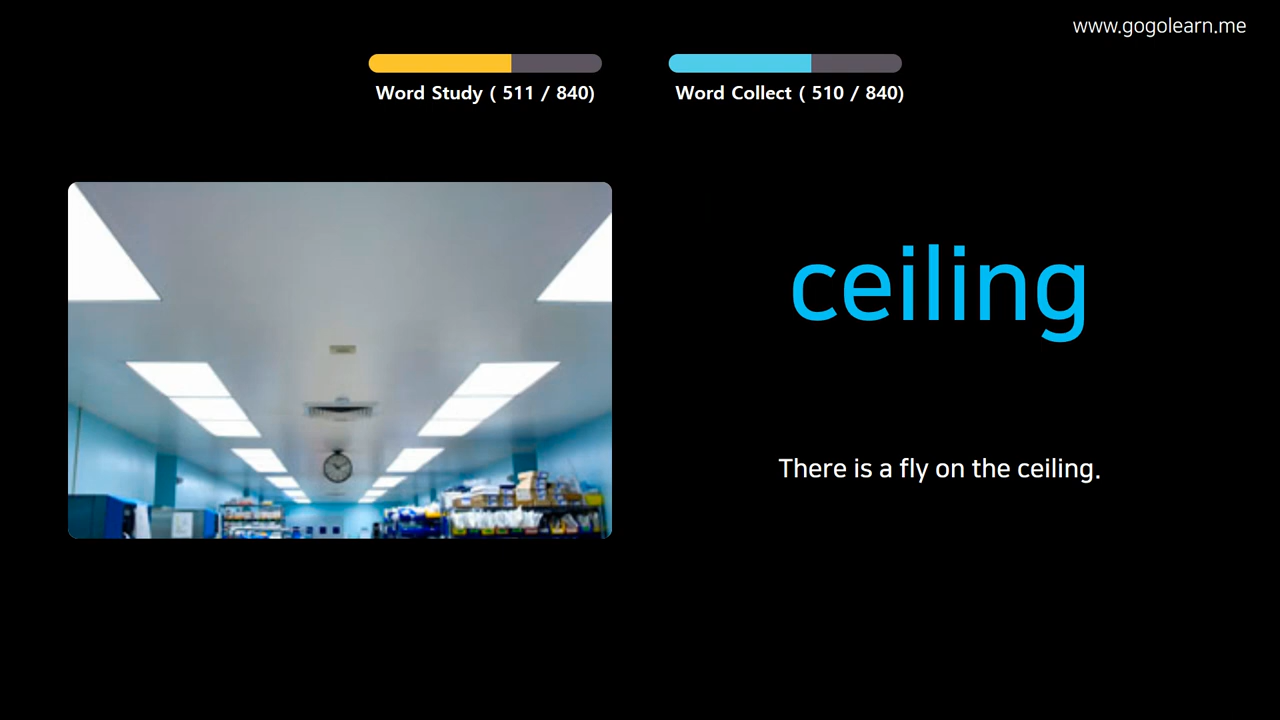 www.gogolearn.me
Word Study ( 511 / 840)
Word Collect ( 510 / 840)
ceiling
There is a fly on the ceiling.